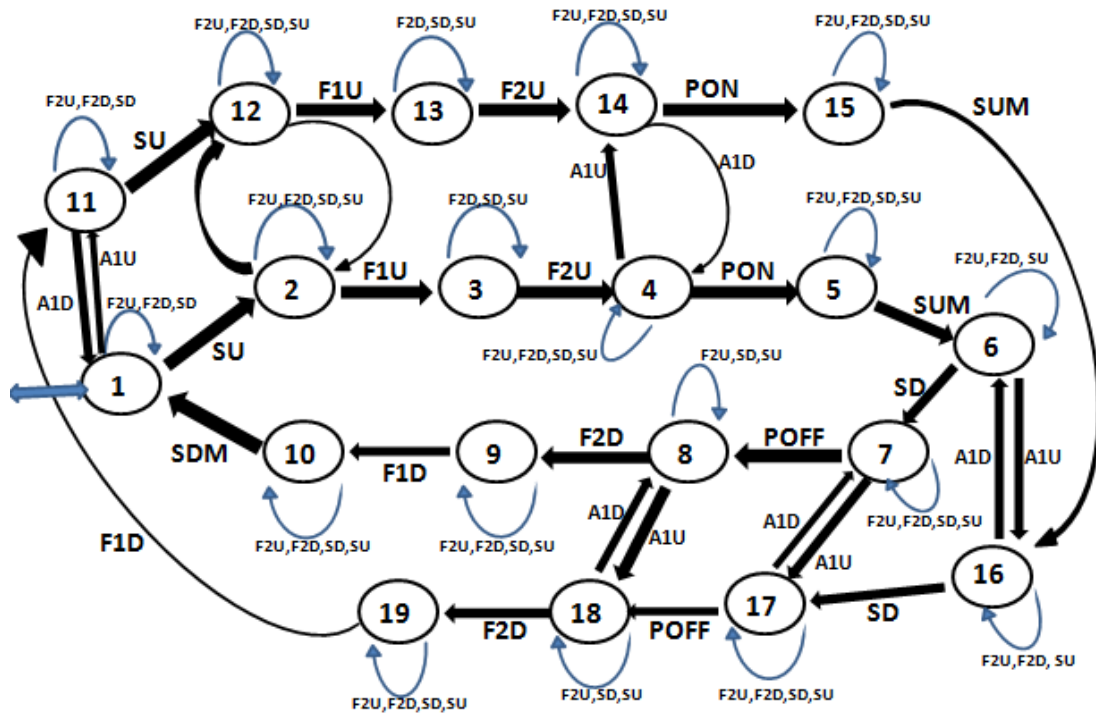 F2U,F2D,SD,SU
F2D,SD,SU
F2U,F2D,SD,SU
F2U,F2D,SD,SU
12
F1U
13
F2U
14
PON
15
SUM
F2U,F2D,SD
SU
11
A1U
A1D
F2U,F2D,SD,SU
F2D,SD,SU
F2U,F2D,SD,SU
A1U
A1D
F2U,F2D,SD
2
F1U
3
F2U
4
PON
5
SUM
F2U,F2D, SU
6
SU
1
F2U,F2D,SD,SU
F2U,SD,SU
SD
SDM
10
F1D
9
F2D
8
POFF
7
A1D
A1U
F2U,F2D,SD,SU
F2U,F2D,SD,SU
F2U,F2D,SD,SU
A1D
A1U
A1D
A1U
F1D
19
F2D
18
POFF
17
SD
16
F2U,F2D,SD,SU
F2U,SD,SU
F2U,F2D,SD,SU
F2U,F2D, SU